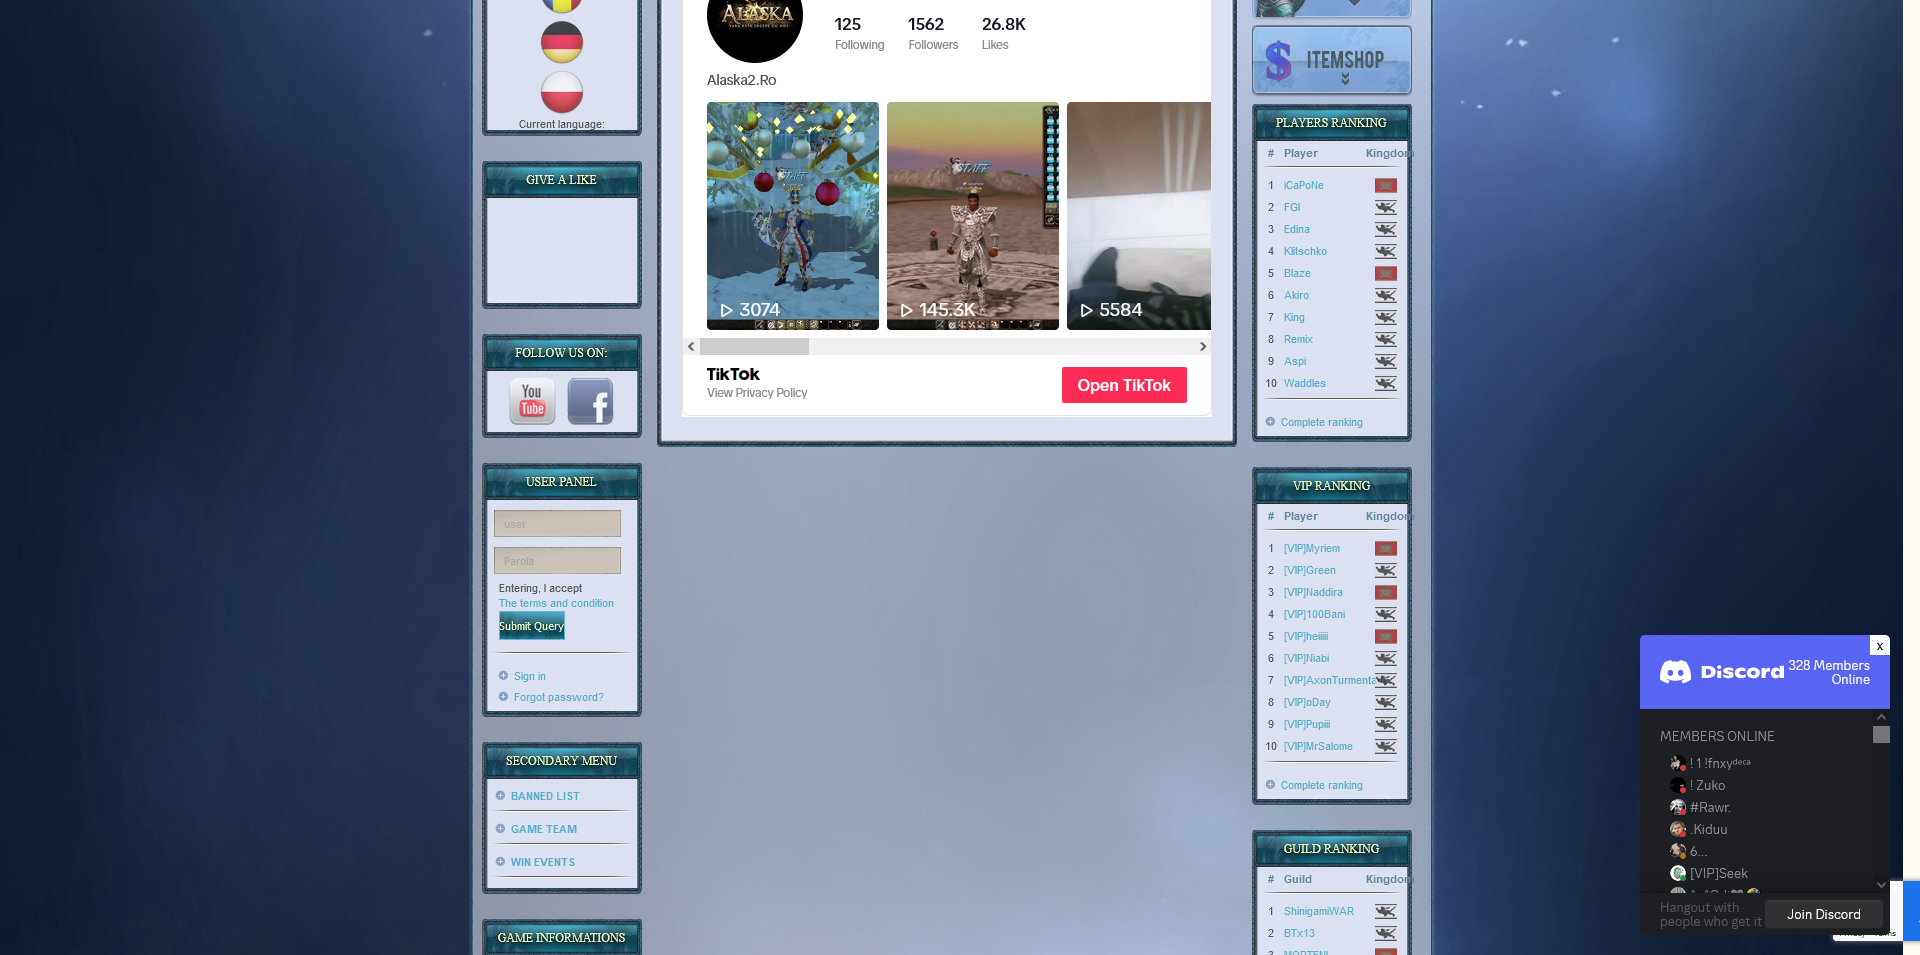 Current language:
GIVE A LIKE
FOLLOW US ON:
You
Tube
f
USER PANEL
user
Parola
Entering, I accept
The terms and condition
Submit Query
Sign in
Forgot password?
SECONDARY MENU
BANNED LIST
GAME TEAM
WIN EVENTS
GAME INFORMATIONS
ALASKA
125 1562 26.8K
Following Followers Likes
Alaska2.Ro
STAFF
STAFF
3074
145.3K
5584
TikTok
View Privacy Policy
Open TikTok
$ ITEMSHOP
PLAYERS RANKING
# Player Kingdom
1 iCaPoNe
2 FGI
3 Edina
4 Klitschko
5 Blaze
6 Akiro
7 King
8 Remix
9 Aspi
10 Waddles
Complete ranking
VIP RANKING
# Player Kingdom
1 [VIP]Myriem
2 [VIP]Green
3 [VIP]Naddira
4 [VIP]100Bani
5 [VIP]heiiiii
6 [VIP]Niabi
7 [VIP]AxonTurmenta
8 [VIP]oDay
9 [VIP]Pupiii
10 [VIP]MrSalome
Complete ranking
GUILD RANKING
# Guild Kingdom
1 ShinigamiWAR
2 BTx13
x
Discord 328 Members
Online
MEMBERS ONLINE
! 1 !fnxyᵈᵉᶜᵃ
! Zuko
#Rawr.
.Kiduu
6...
[VIP]Seek
Hangout with
people who get it
Join Discord